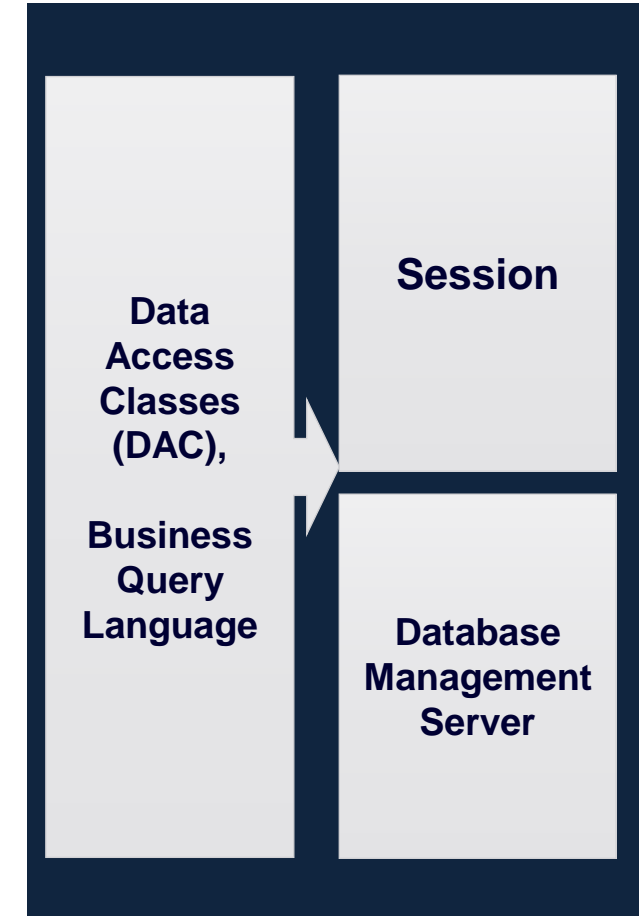 Data
Access
Classes
(DAC),
Business
Query
Language
Session
Database
Management
Server